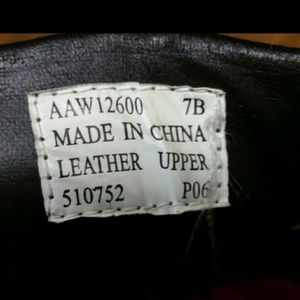 AAW12600 7B
MADE IN CHINA
LEATHER UPPER
510752 P06